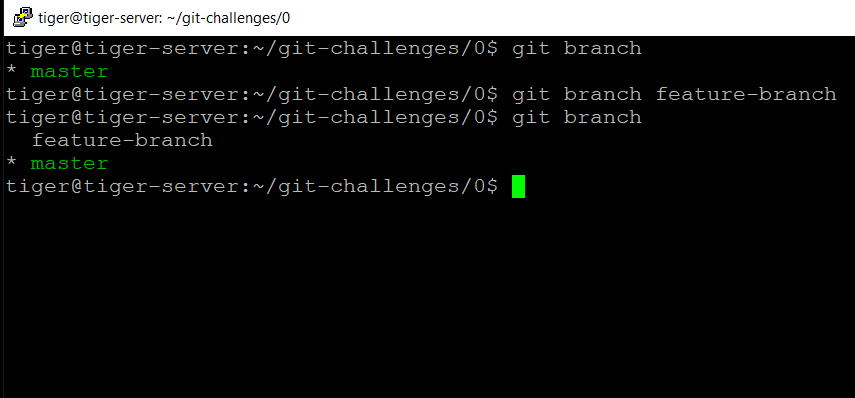 tiger@tiger-server: ~/git-challenges/0
tiger@tiger-server:~/git-challenges/0$ git branch
* master
tiger@tiger-server:~/git-challenges/0$ git branch feature-branch
tiger@tiger-server:~/git-challenges/0$ git branch
  feature-branch
* master
tiger@tiger-server:~/git-challenges/0$